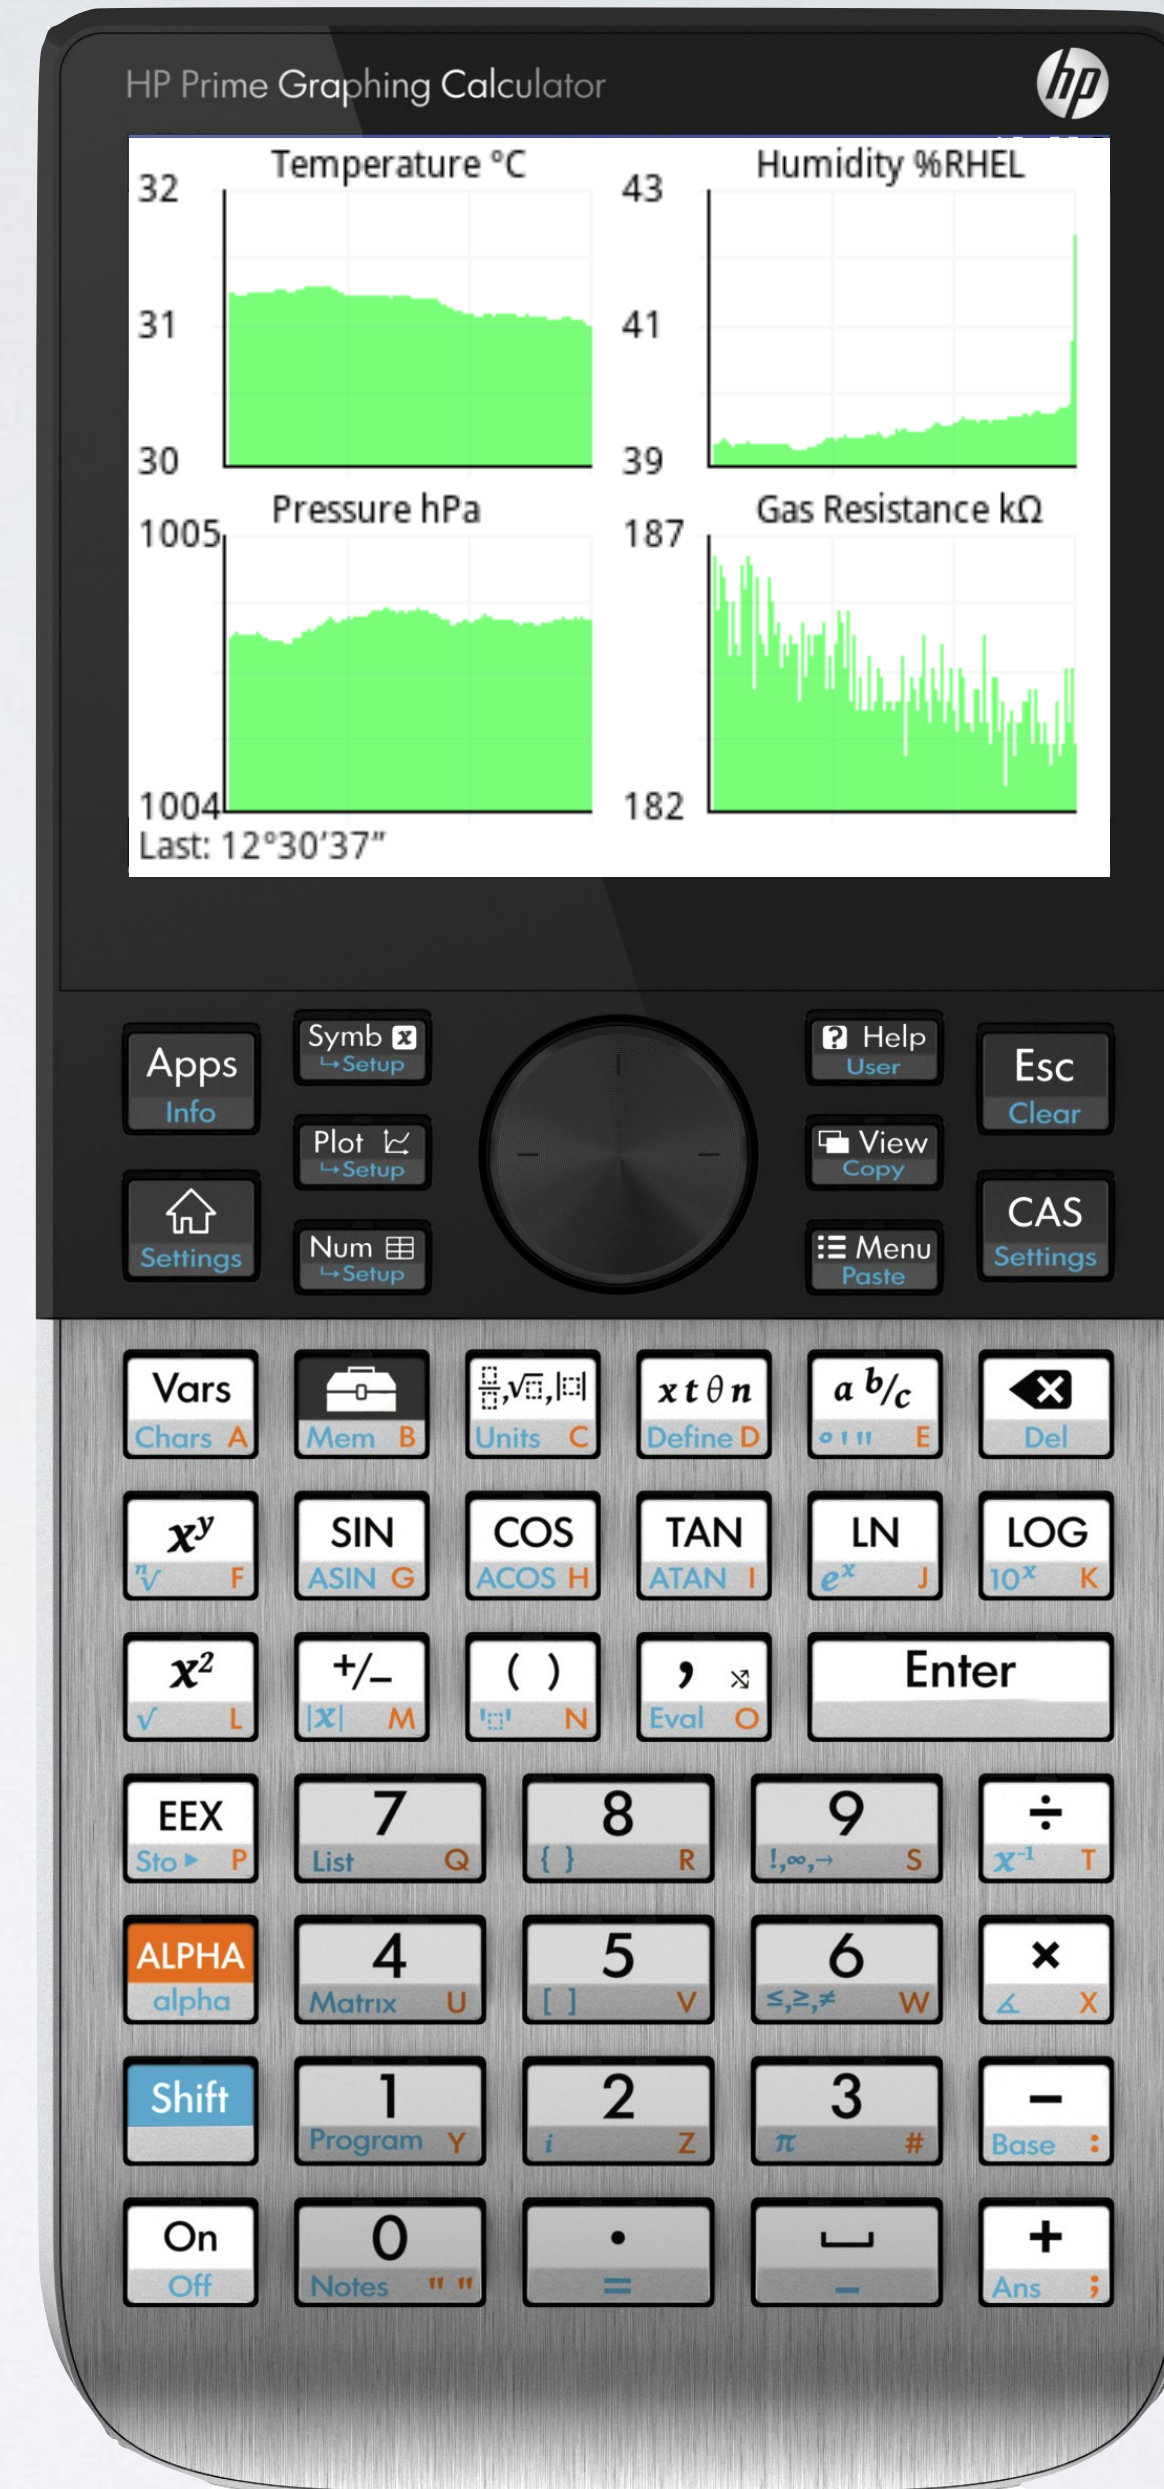 HP Prime Graphing Calculator
hp
Temperature °C
32
31
30
Humidity %RHEL
43
41
39
Pressure hPa
1005
1004
Gas Resistance kΩ
187
182
Last: 12°30′37″
Apps
Info
Symb
↪Setup
Help
User
Esc
Clear
Plot
↪Setup
View
Copy
Settings
Num
↪Setup
Menu
Paste
CAS
Settings
Vars
Chars A
Mem B
Units C
x t θ n
Define D
a b/c
° ' " E
Del
xʸ
ⁿ√ F
SIN
ASIN G
COS
ACOS H
TAN
ATAN I
LN
eˣ J
LOG
10ˣ K
x²
√ L
+/–
|x| M
( )
N
,
Eval O
Enter
EEX
Sto ▸ P
7
List Q
8
{ } R
9
!,∞,→ S
÷
x⁻¹ T
ALPHA
alpha
4
Matrix U
5
[ ] V
6
≤,≥,≠ W
×
∡ X
Shift
1
Program Y
2
i Z
3
π #
−
Base :
On
Off
0
Notes " "
.
=
␣
_
+
Ans ;